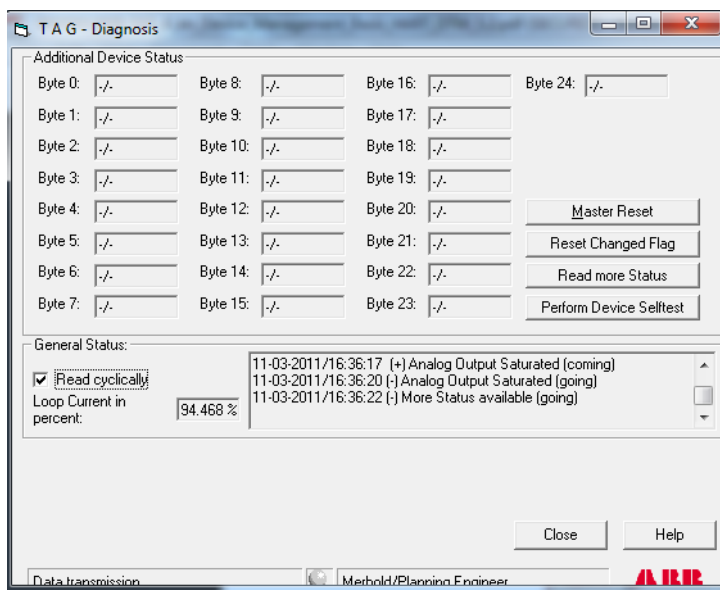 T A G - Diagnosis
Additional Device Status
Byte 0: -/- Byte 8: -/- Byte 16: -/- Byte 24: -/-
Byte 1: -/- Byte 9: -/- Byte 17: -/-
Byte 2: -/- Byte 10: -/- Byte 18: -/-
Byte 3: -/- Byte 11: -/- Byte 19: -/-
Byte 4: -/- Byte 12: -/- Byte 20: -/- Master Reset
Byte 5: -/- Byte 13: -/- Byte 21: -/- Reset Changed Flag
Byte 6: -/- Byte 14: -/- Byte 22: -/- Read more Status
Byte 7: -/- Byte 15: -/- Byte 23: -/- Perform Device Selftest
General Status:
Read cyclically
Loop Current in
percent:
94.468 %
11-03-2011/16:36:17 (+) Analog Output Saturated (coming)
11-03-2011/16:36:20 (-) Analog Output Saturated (going)
11-03-2011/16:36:22 (-) More Status available (going)
Close Help
Data transmission Merbold/Planning Engineer ABB